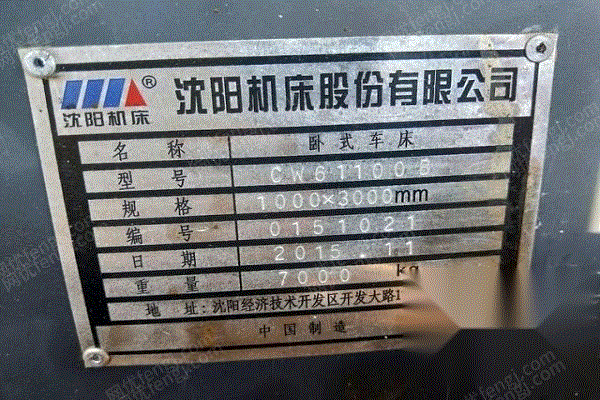 沈阳机床 ® 沈阳机床股份有限公司
名称 卧式车床
型号 CW61100B
规格 1000×3000mm
编号 0151021
日期 2015.11
重量 7000 kg
地址:沈阳经济技术开发区开发大路1
中国制造